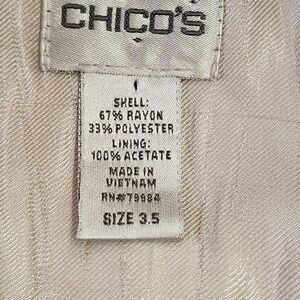 CHICO'S
SHELL:
67% RAYON
33% POLYESTER
LINING:
100% ACETATE
MADE IN
VIETNAM
RN#79984
SIZE 3.5